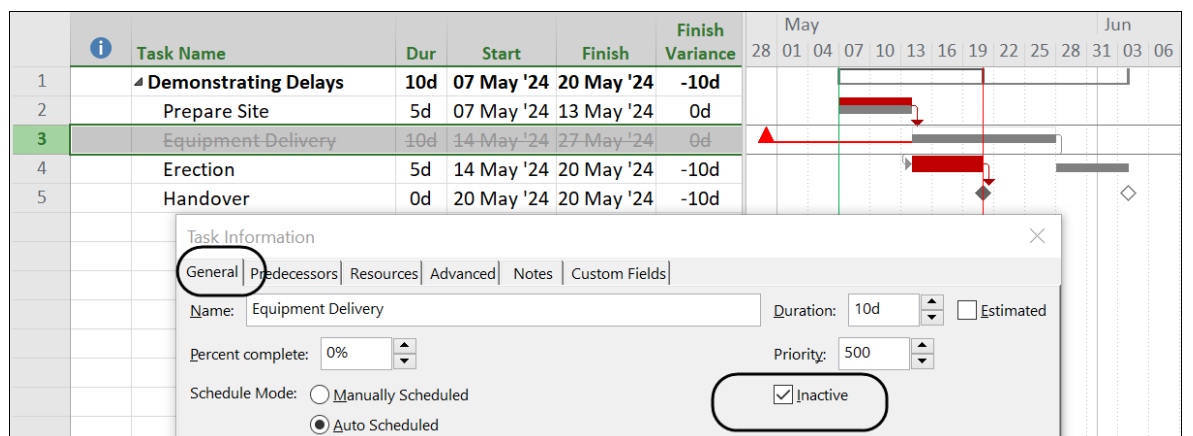 May Jun
Finish
Task Name Dur Start Finish Variance 28 01 04 07 10 13 16 19 22 25 28 31 03 06
1 Demonstrating Delays 10d 07 May '24 20 May '24 -10d
2 Prepare Site 5d 07 May '24 13 May '24 0d
3 Equipment Delivery 10d 14 May '24 27 May '24 0d
4 Erection 5d 14 May '24 20 May '24 -10d
5 Handover 0d 20 May '24 20 May '24 -10d
Task Information
General Predecessors Resources Advanced Notes Custom Fields
Name: Equipment Delivery Duration: 10d Estimated
Percent complete: 0% Priority: 500
Schedule Mode: Manually Scheduled Inactive
Auto Scheduled